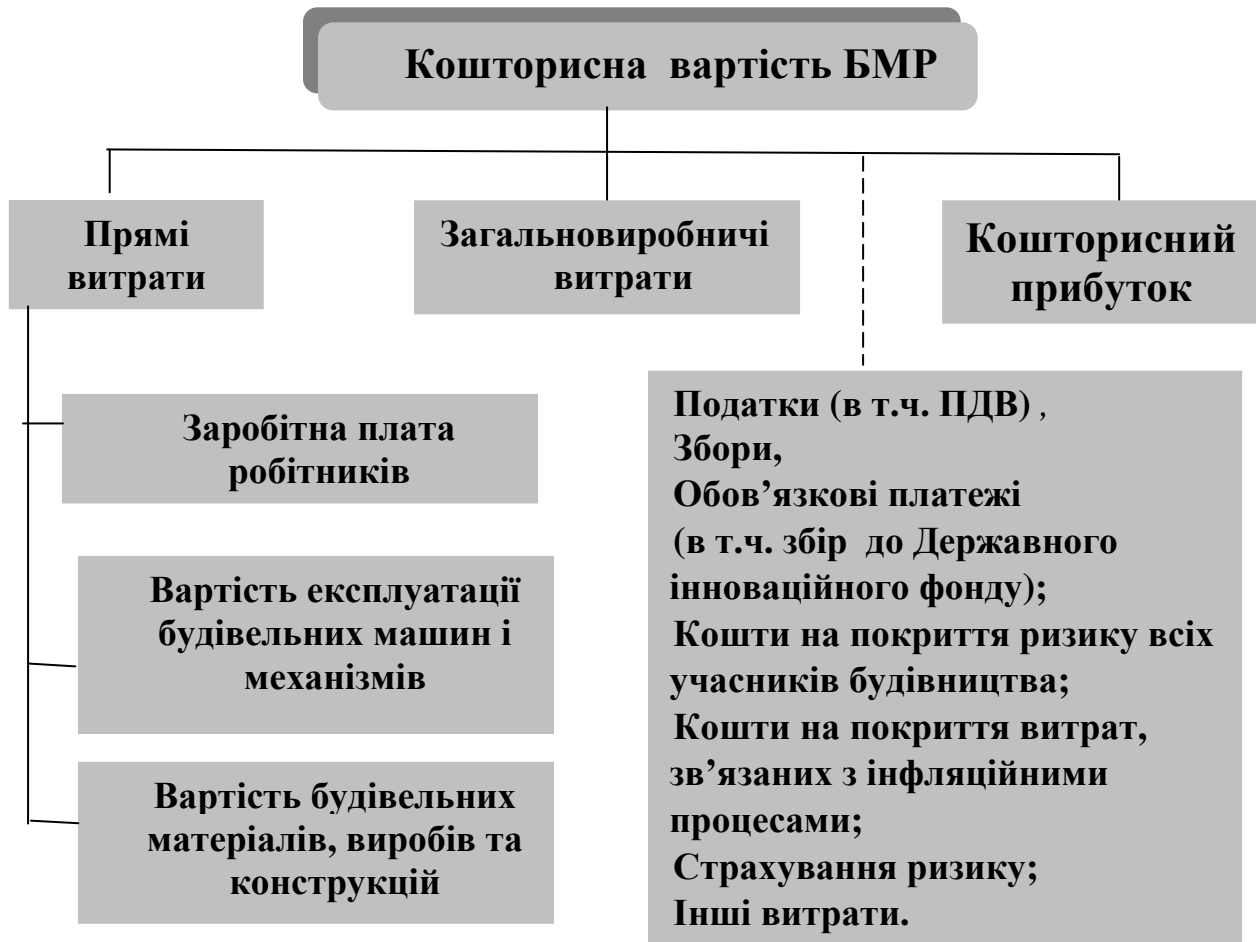 Кошторисна вартість БМР
Прямі
витрати
Загальновиробничі
витрати
Кошторисний
прибуток
Заробітна плата
робітників
Вартість експлуатації
будівельних машин і
механізмів
Вартість будівельних
матеріалів, виробів та
конструкцій
Податки (в т.ч. ПДВ) ,
Збори,
Обов’язкові платежі
(в т.ч. збір до Державного
інноваційного фонду);
Кошти на покриття ризику всіх
учасників будівництва;
Кошти на покриття витрат,
зв’язаних з інфляційними
процесами;
Страхування ризику;
Інші витрати.